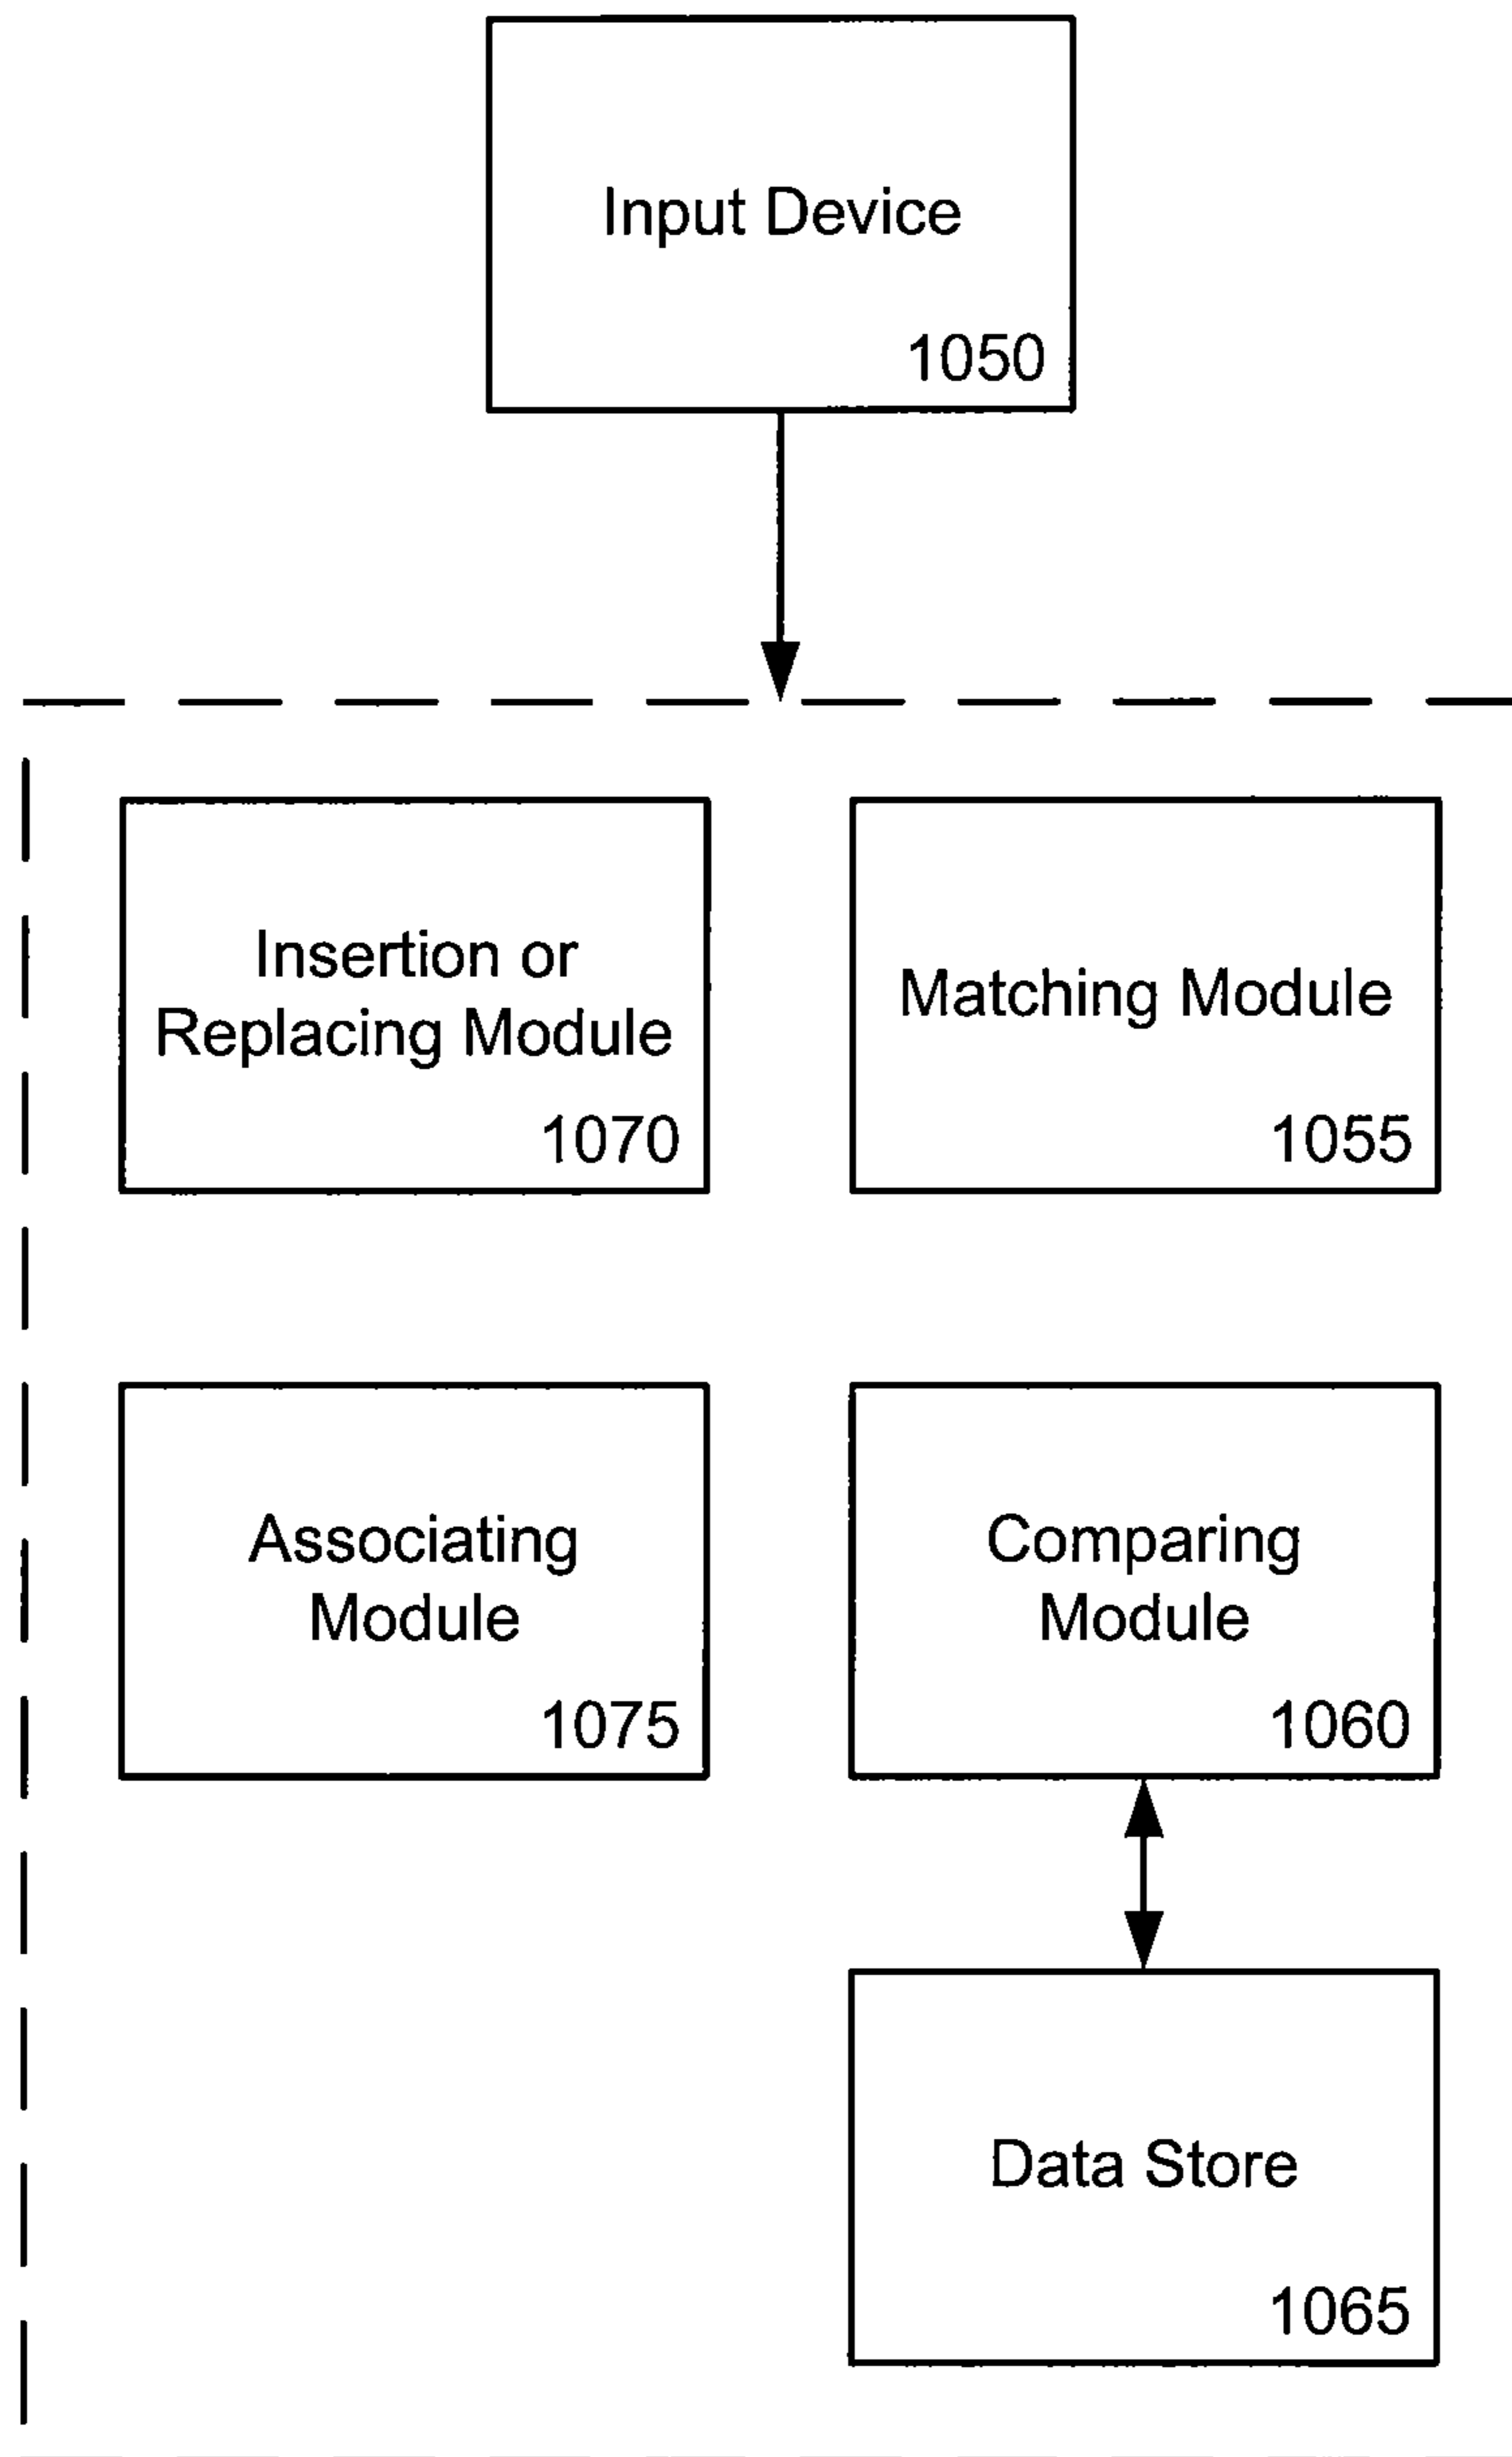 Input Device
1050
Insertion or
Replacing Module
1070
Matching Module
1055
Associating
Module
1075
Comparing
Module
1060
Data Store
1065